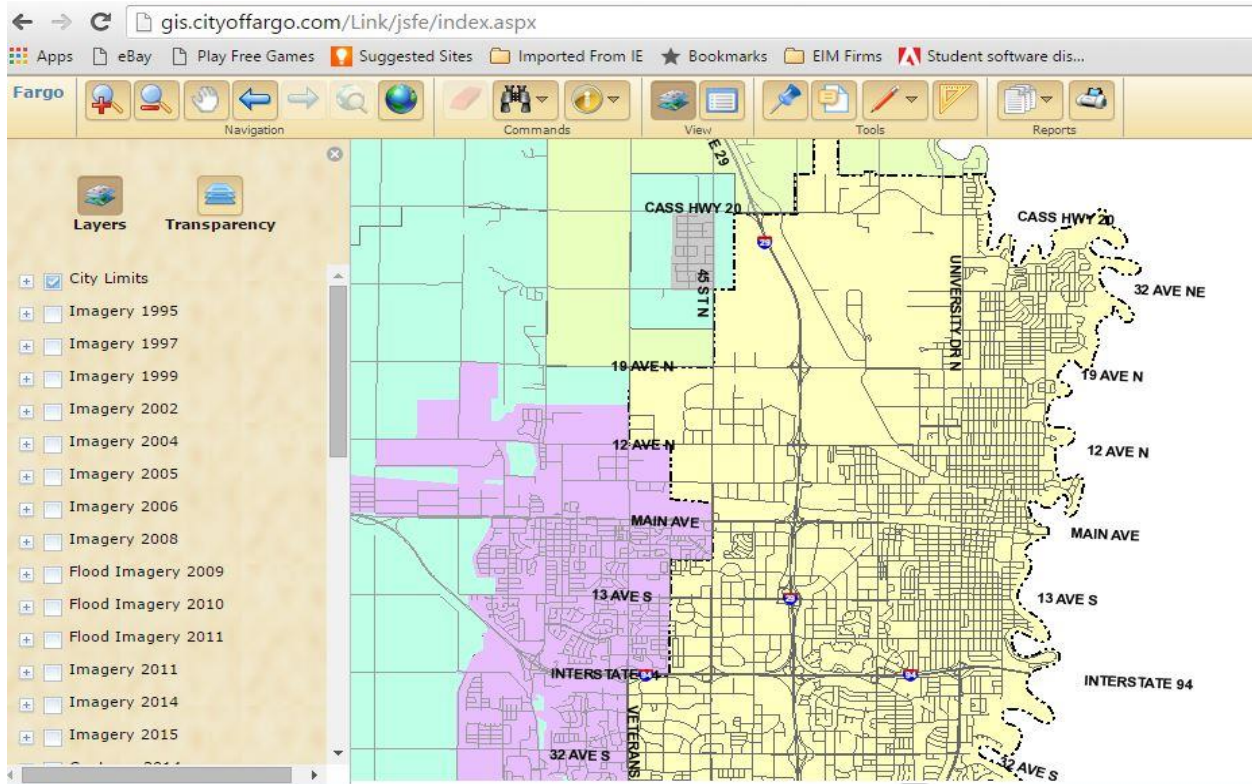 gis.cityoffargo.com/Link/jsfe/index.aspx
Apps eBay Play Free Games Suggested Sites Imported From IE Bookmarks EIM Firms Student software dis...
Fargo
Navigation Commands View Tools Reports
Layers Transparency
City Limits
Imagery 1995
Imagery 1997
Imagery 1999
Imagery 2002
Imagery 2004
Imagery 2005
Imagery 2006
Imagery 2008
Flood Imagery 2009
Flood Imagery 2010
Flood Imagery 2011
Imagery 2011
Imagery 2014
Imagery 2015
E 29
CASS HWY 20
CASS HWY 20
29
45 ST N
UNIVERSITY DR N
32 AVE NE
19 AVE N
19 AVE N
12 AVE N
12 AVE N
MAIN AVE
MAIN AVE
13 AVE S
13 AVE S
INTERSTATE
94
INTERSTATE 94
VETERANS
32 AVE S
32 AVE S